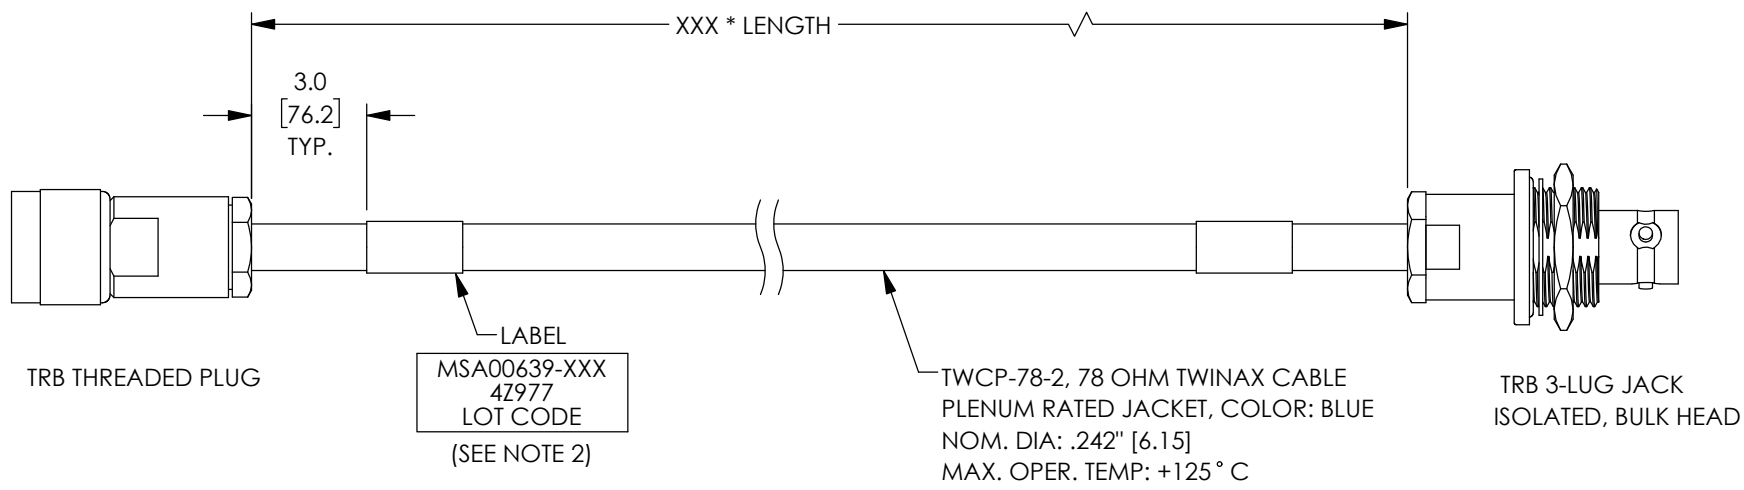 XXX * LENGTH
3.0
[76.2]
TYP.
TRB THREADED PLUG
LABEL
MSA00639-XXX
4Z977
LOT CODE
(SEE NOTE 2)
TWCP-78-2, 78 OHM TWINAX CABLE
PLENUM RATED JACKET, COLOR: BLUE
NOM. DIA: .242" [6.15]
MAX. OPER. TEMP: +125° C
TRB 3-LUG JACK
ISOLATED, BULK HEAD